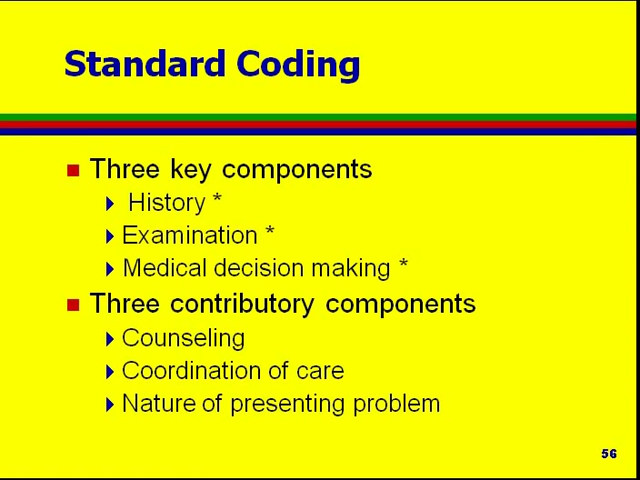 Standard Coding
Three key components
History *
Examination *
Medical decision making *
Three contributory components
Counseling
Coordination of care
Nature of presenting problem
56